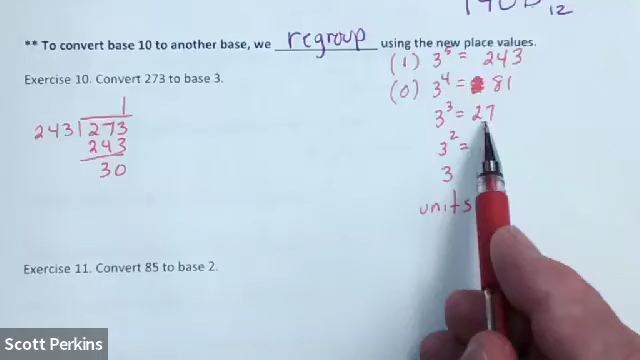 ** To convert base 10 to another base, we regroup using the new place values.
Exercise 10. Convert 273 to base 3.
1
243 ) 273
243
30
(1) 3⁵ = 243
(0) 3⁴ = 81
3³ = 27
3² =
3
units
Exercise 11. Convert 85 to base 2.
Scott Perkins